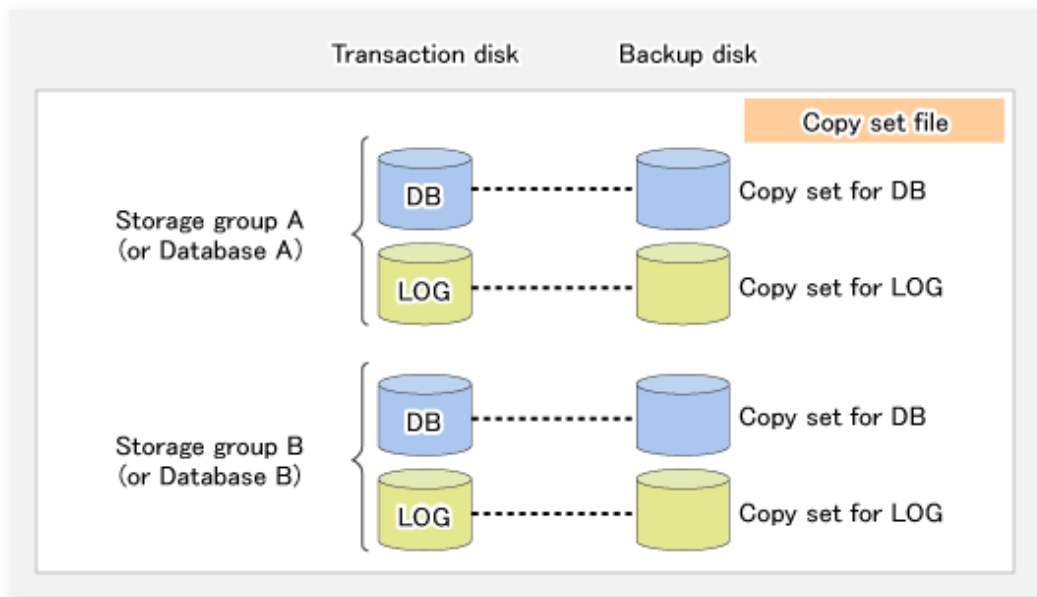 Transaction disk
Backup disk
Copy set file
Storage group A
(or Database A)
DB
Copy set for DB
LOG
Copy set for LOG
Storage group B
(or Database B)
DB
Copy set for DB
LOG
Copy set for LOG